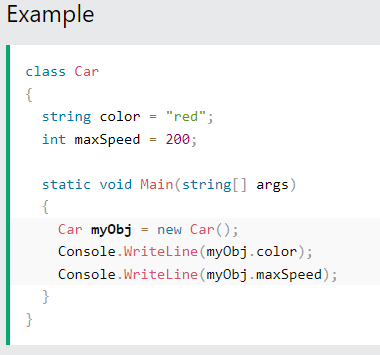 Example
class Car
{
  string color = "red";
  int maxSpeed = 200;

  static void Main(string[] args)
  {
    Car myObj = new Car();
    Console.WriteLine(myObj.color);
    Console.WriteLine(myObj.maxSpeed);
  }
}